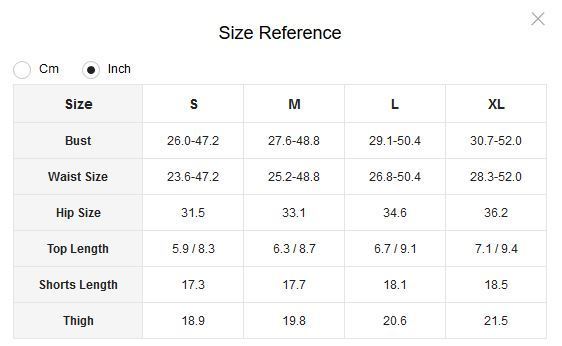 Size Reference
Cm Inch
Size S M L XL
Bust 26.0-47.2 27.6-48.8 29.1-50.4 30.7-52.0
Waist Size 23.6-47.2 25.2-48.8 26.8-50.4 28.3-52.0
Hip Size 31.5 33.1 34.6 36.2
Top Length 5.9 / 8.3 6.3 / 8.7 6.7 / 9.1 7.1 / 9.4
Shorts Length 17.3 17.7 18.1 18.5
Thigh 18.9 19.8 20.6 21.5